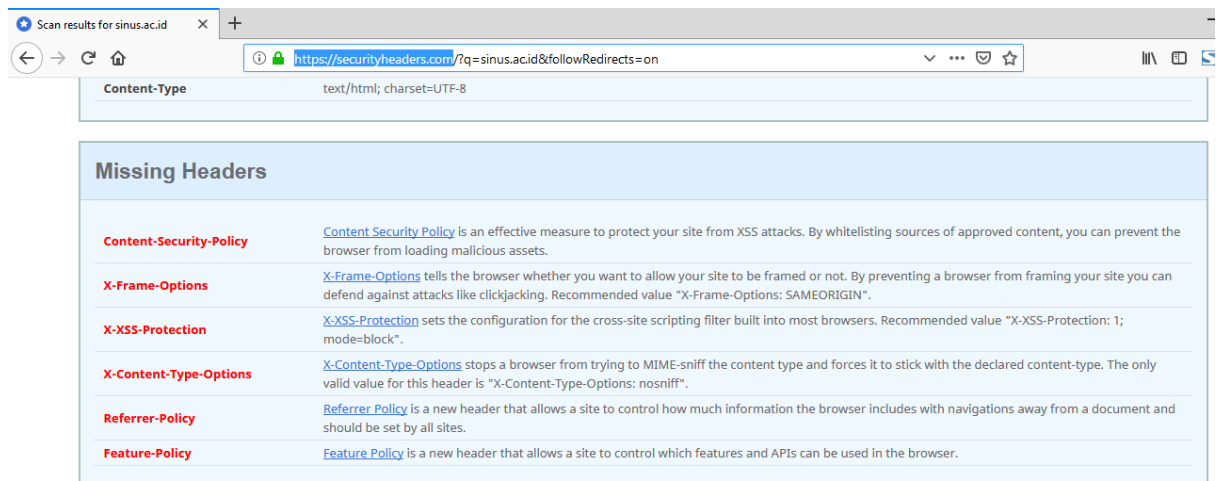 Scan results for sinus.ac.id
https://securityheaders.com/?q=sinus.ac.id&followRedirects=on
Content-Type text/html; charset=UTF-8
Missing Headers
Content-Security-Policy Content Security Policy is an effective measure to protect your site from XSS attacks. By whitelisting sources of approved content, you can prevent the
browser from loading malicious assets.
X-Frame-Options X-Frame-Options tells the browser whether you want to allow your site to be framed or not. By preventing a browser from framing your site you can
defend against attacks like clickjacking. Recommended value "X-Frame-Options: SAMEORIGIN".
X-XSS-Protection X-XSS-Protection sets the configuration for the cross-site scripting filter built into most browsers. Recommended value "X-XSS-Protection: 1;
mode=block".
X-Content-Type-Options X-Content-Type-Options stops a browser from trying to MIME-sniff the content type and forces it to stick with the declared content-type. The only
valid value for this header is "X-Content-Type-Options: nosniff".
Referrer-Policy Referrer Policy is a new header that allows a site to control how much information the browser includes with navigations away from a document and
should be set by all sites.
Feature-Policy Feature Policy is a new header that allows a site to control which features and APIs can be used in the browser.